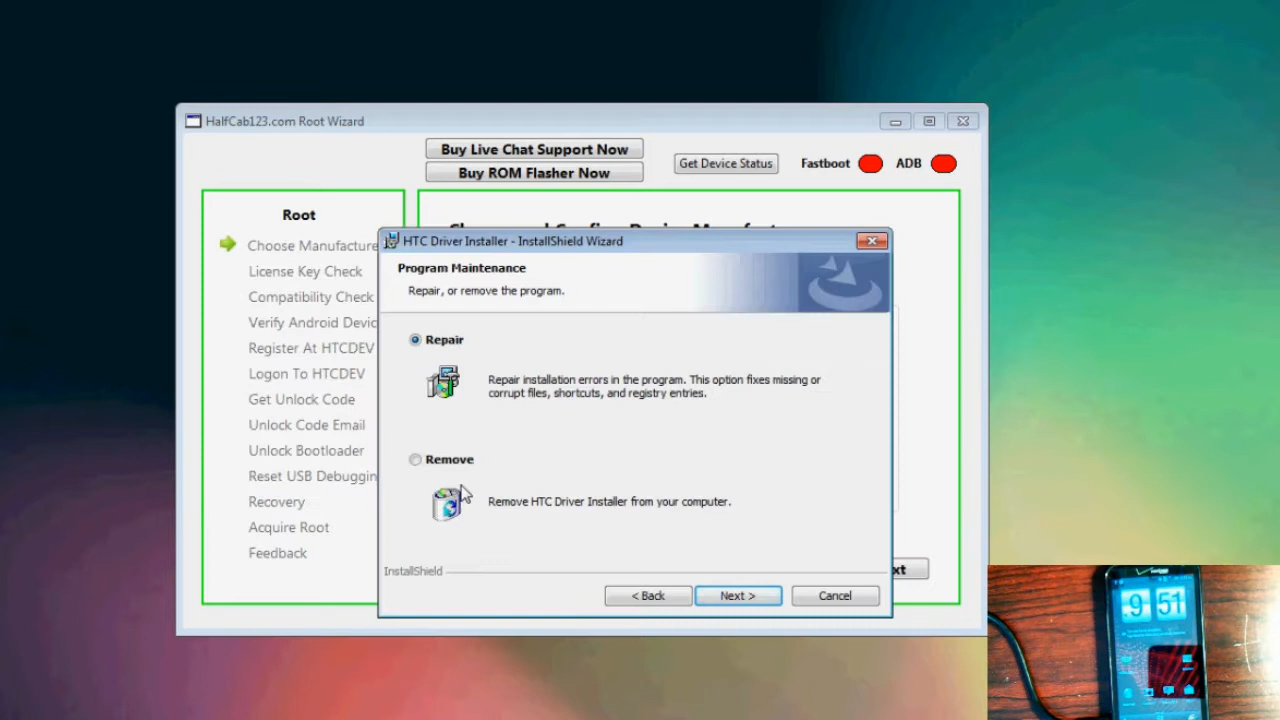 HalfCab123.com Root Wizard
Buy Live Chat Support Now
Buy ROM Flasher Now
Get Device Status
Fastboot
ADB
Root
Choose Manufacture
License Key Check
Compatibility Check
Verify Android Devic
Register At HTCDEV
Logon To HTCDEV
Get Unlock Code
Unlock Code Email
Unlock Bootloader
Reset USB Debuggin
Recovery
Acquire Root
Feedback
HTC Driver Installer - InstallShield Wizard
Program Maintenance
Repair, or remove the program.
Repair
Repair installation errors in the program. This option fixes missing or
corrupt files, shortcuts, and registry entries.
Remove
Remove HTC Driver Installer from your computer.
InstallShield
< Back
Next >
Cancel
xt
9 51